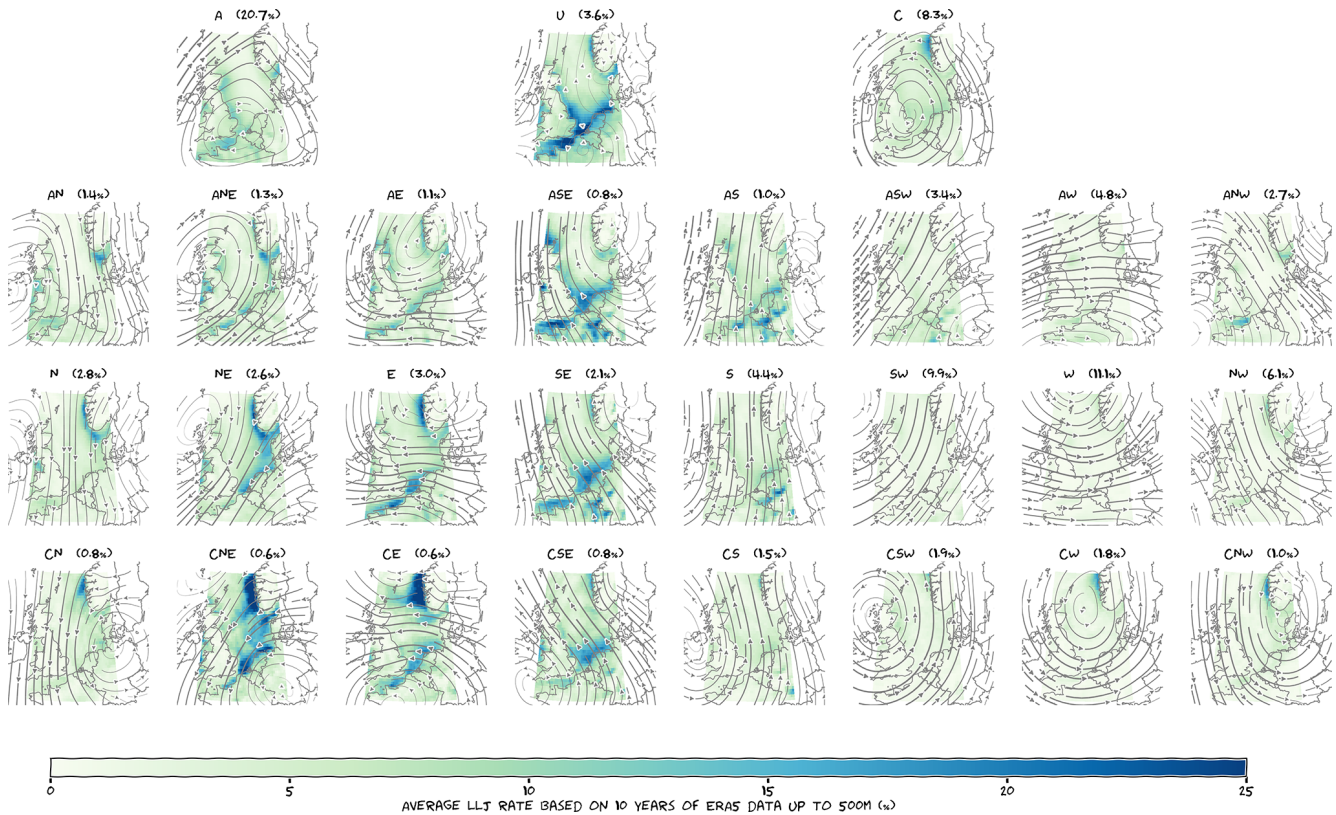 A (20.7%) U (3.6%) C (8.3%)
AN (1.4%) ANE (1.3%) AE (1.1%) ASE (0.8%) AS (1.0%) ASW (3.4%) AW (4.8%) ANW (2.7%)
N (2.8%) NE (2.6%) E (3.0%) SE (2.1%) S (4.4%) SW (9.9%) W (11.1%) NW (6.1%)
CN (0.8%) CNE (0.6%) CE (0.6%) CSE (0.8%) CS (1.5%) CSW (1.9%) CW (1.8%) CNW (1.0%)
0 5 10 15 20 25
AVERAGE LLJ RATE BASED ON 10 YEARS OF ERA5 DATA UP TO 500M (%)